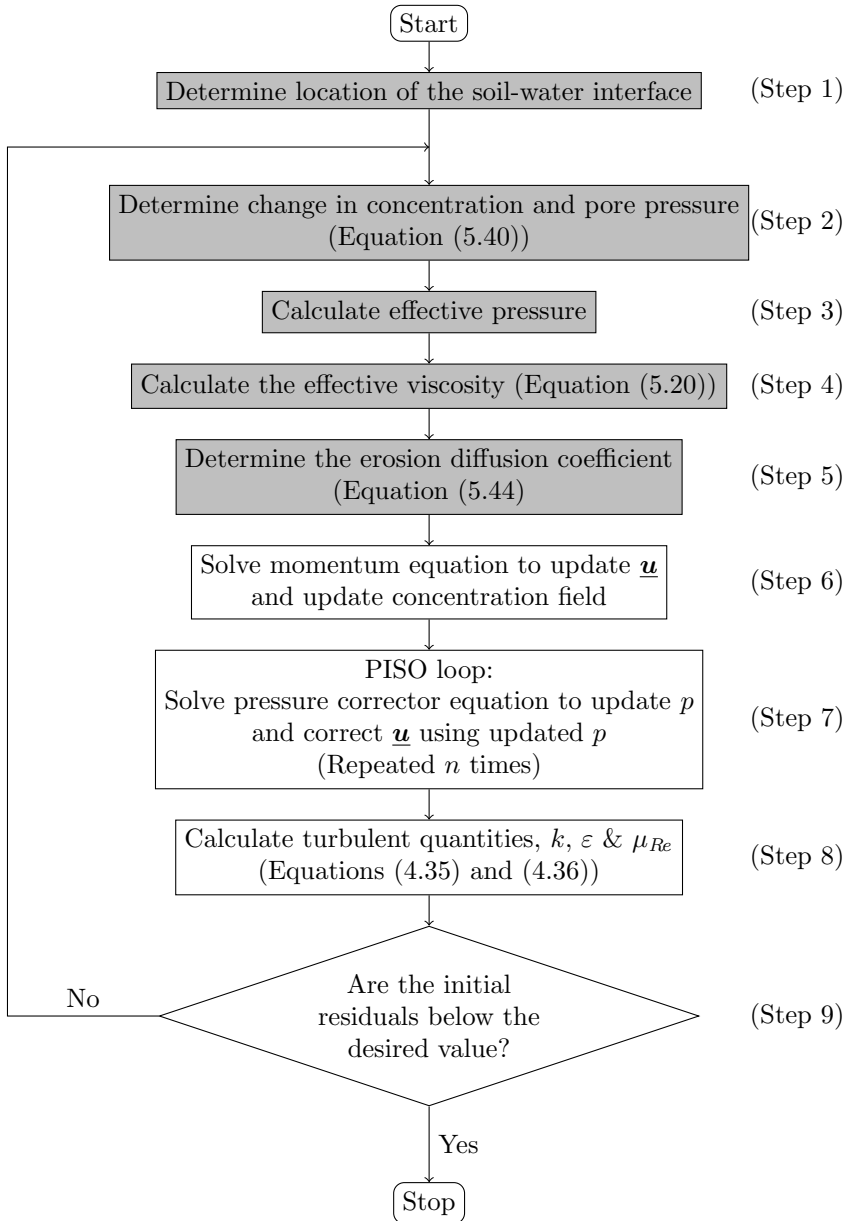 Start
Determine location of the soil-water interface
(Step 1)
Determine change in concentration and pore pressure
(Equation (5.40))
(Step 2)
Calculate effective pressure
(Step 3)
Calculate the effective viscosity (Equation (5.20))
(Step 4)
Determine the erosion diffusion coefficient
(Equation (5.44)
(Step 5)
Solve momentum equation to update u
and update concentration field
(Step 6)
PISO loop:
Solve pressure corrector equation to update p
and correct u using updated p
(Repeated n times)
(Step 7)
Calculate turbulent quantities, k, ε & μRe
(Equations (4.35) and (4.36))
(Step 8)
No
Are the initial
residuals below the
desired value?
(Step 9)
Yes
Stop